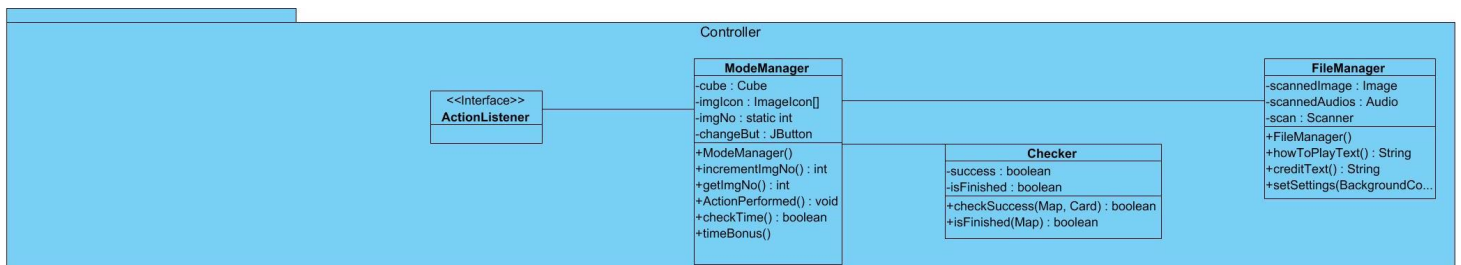 Controller
<<Interface>>
ActionListener
ModeManager
-cube : Cube
-imgIcon : ImageIcon[]
-imgNo : static int
-changeBut : JButton
+ModeManager()
+incrementImgNo() : int
+getImgNo() : int
+ActionPerformed() : void
+checkTime() : boolean
+timeBonus()
Checker
-success : boolean
-isFinished : boolean
+checkSuccess(Map, Card) : boolean
+isFinished(Map) : boolean
FileManager
-scannedImage : Image
-scannedAudios : Audio
-scan : Scanner
+FileManager()
+howToPlayText() : String
+creditText() : String
+setSettings(BackgroundCo...